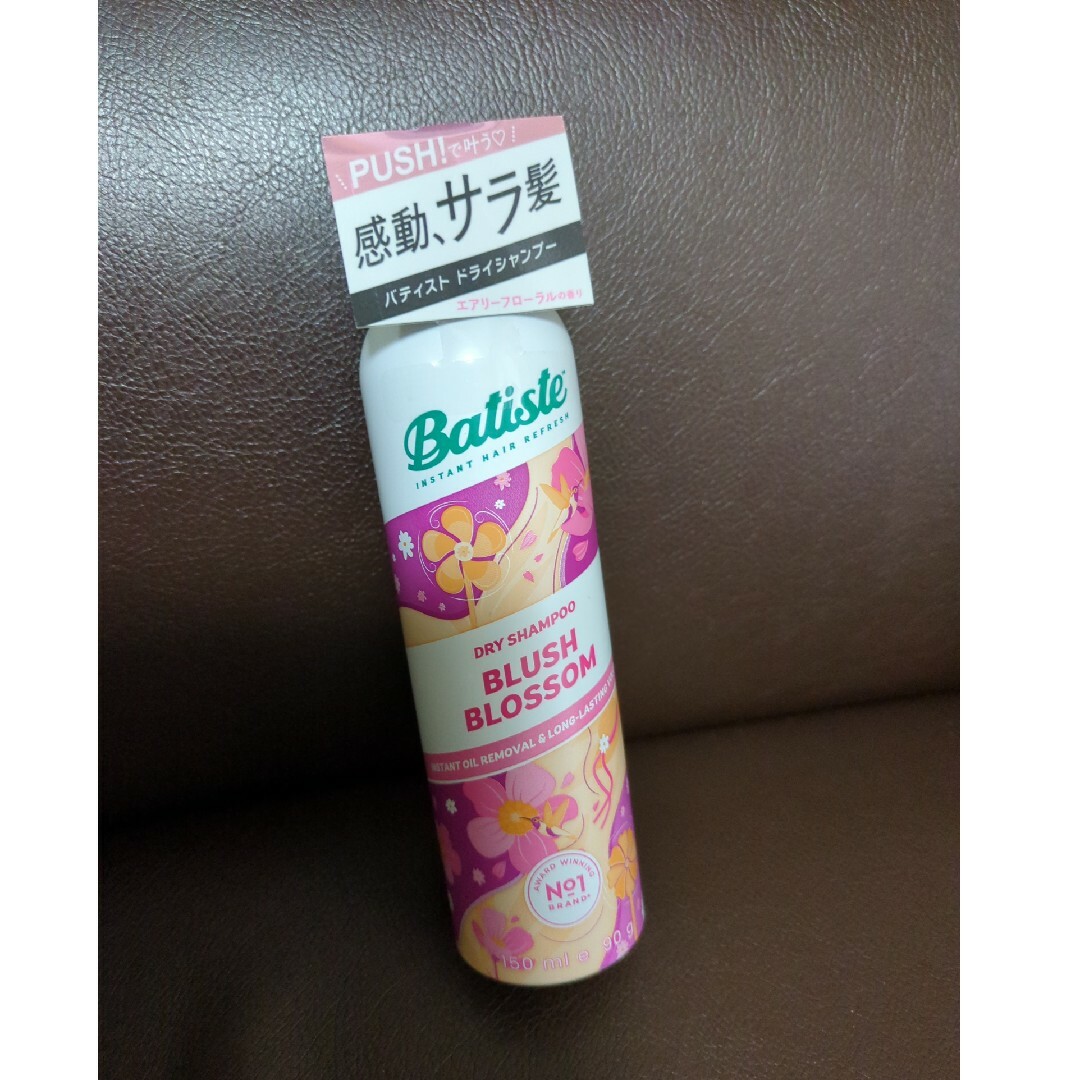 PUSH!で叶う♡
感動、サラ髪
バティスト ドライシャンプー
エアリーフローラルの香り
Batiste™
INSTANT HAIR REFRESH
DRY SHAMPOO
BLUSH
BLOSSOM
INSTANT OIL REMOVAL & LONG-LASTING
AWARD WINNING
No1
BRAND
150 ml e 90 g